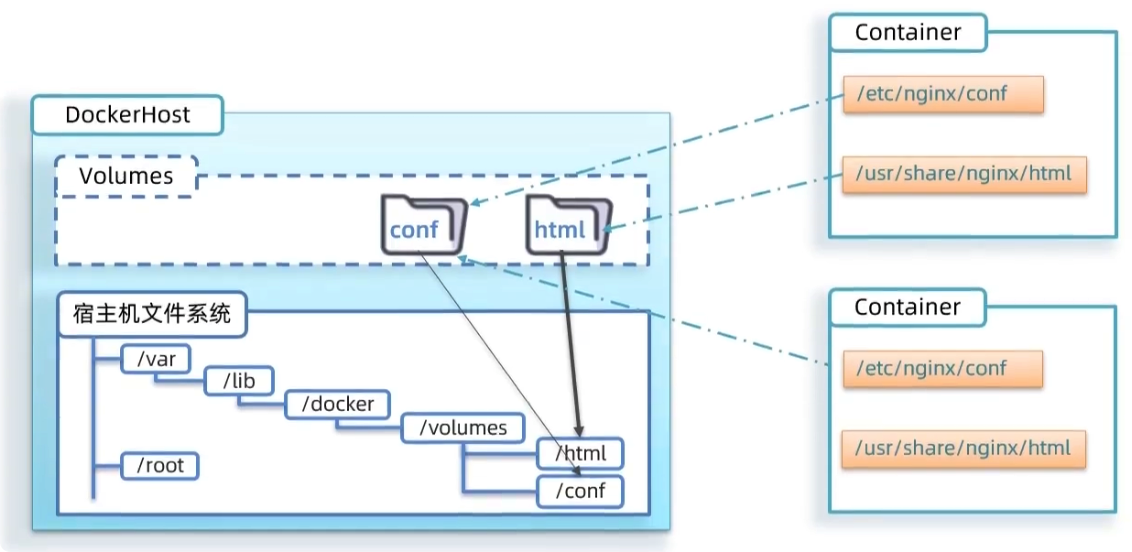 DockerHost
Volumes
conf
html
宿主机文件系统
/var
/lib
/docker
/volumes
/html
/root
/conf
Container
/etc/nginx/conf
/usr/share/nginx/html
Container
/etc/nginx/conf
/usr/share/nginx/html